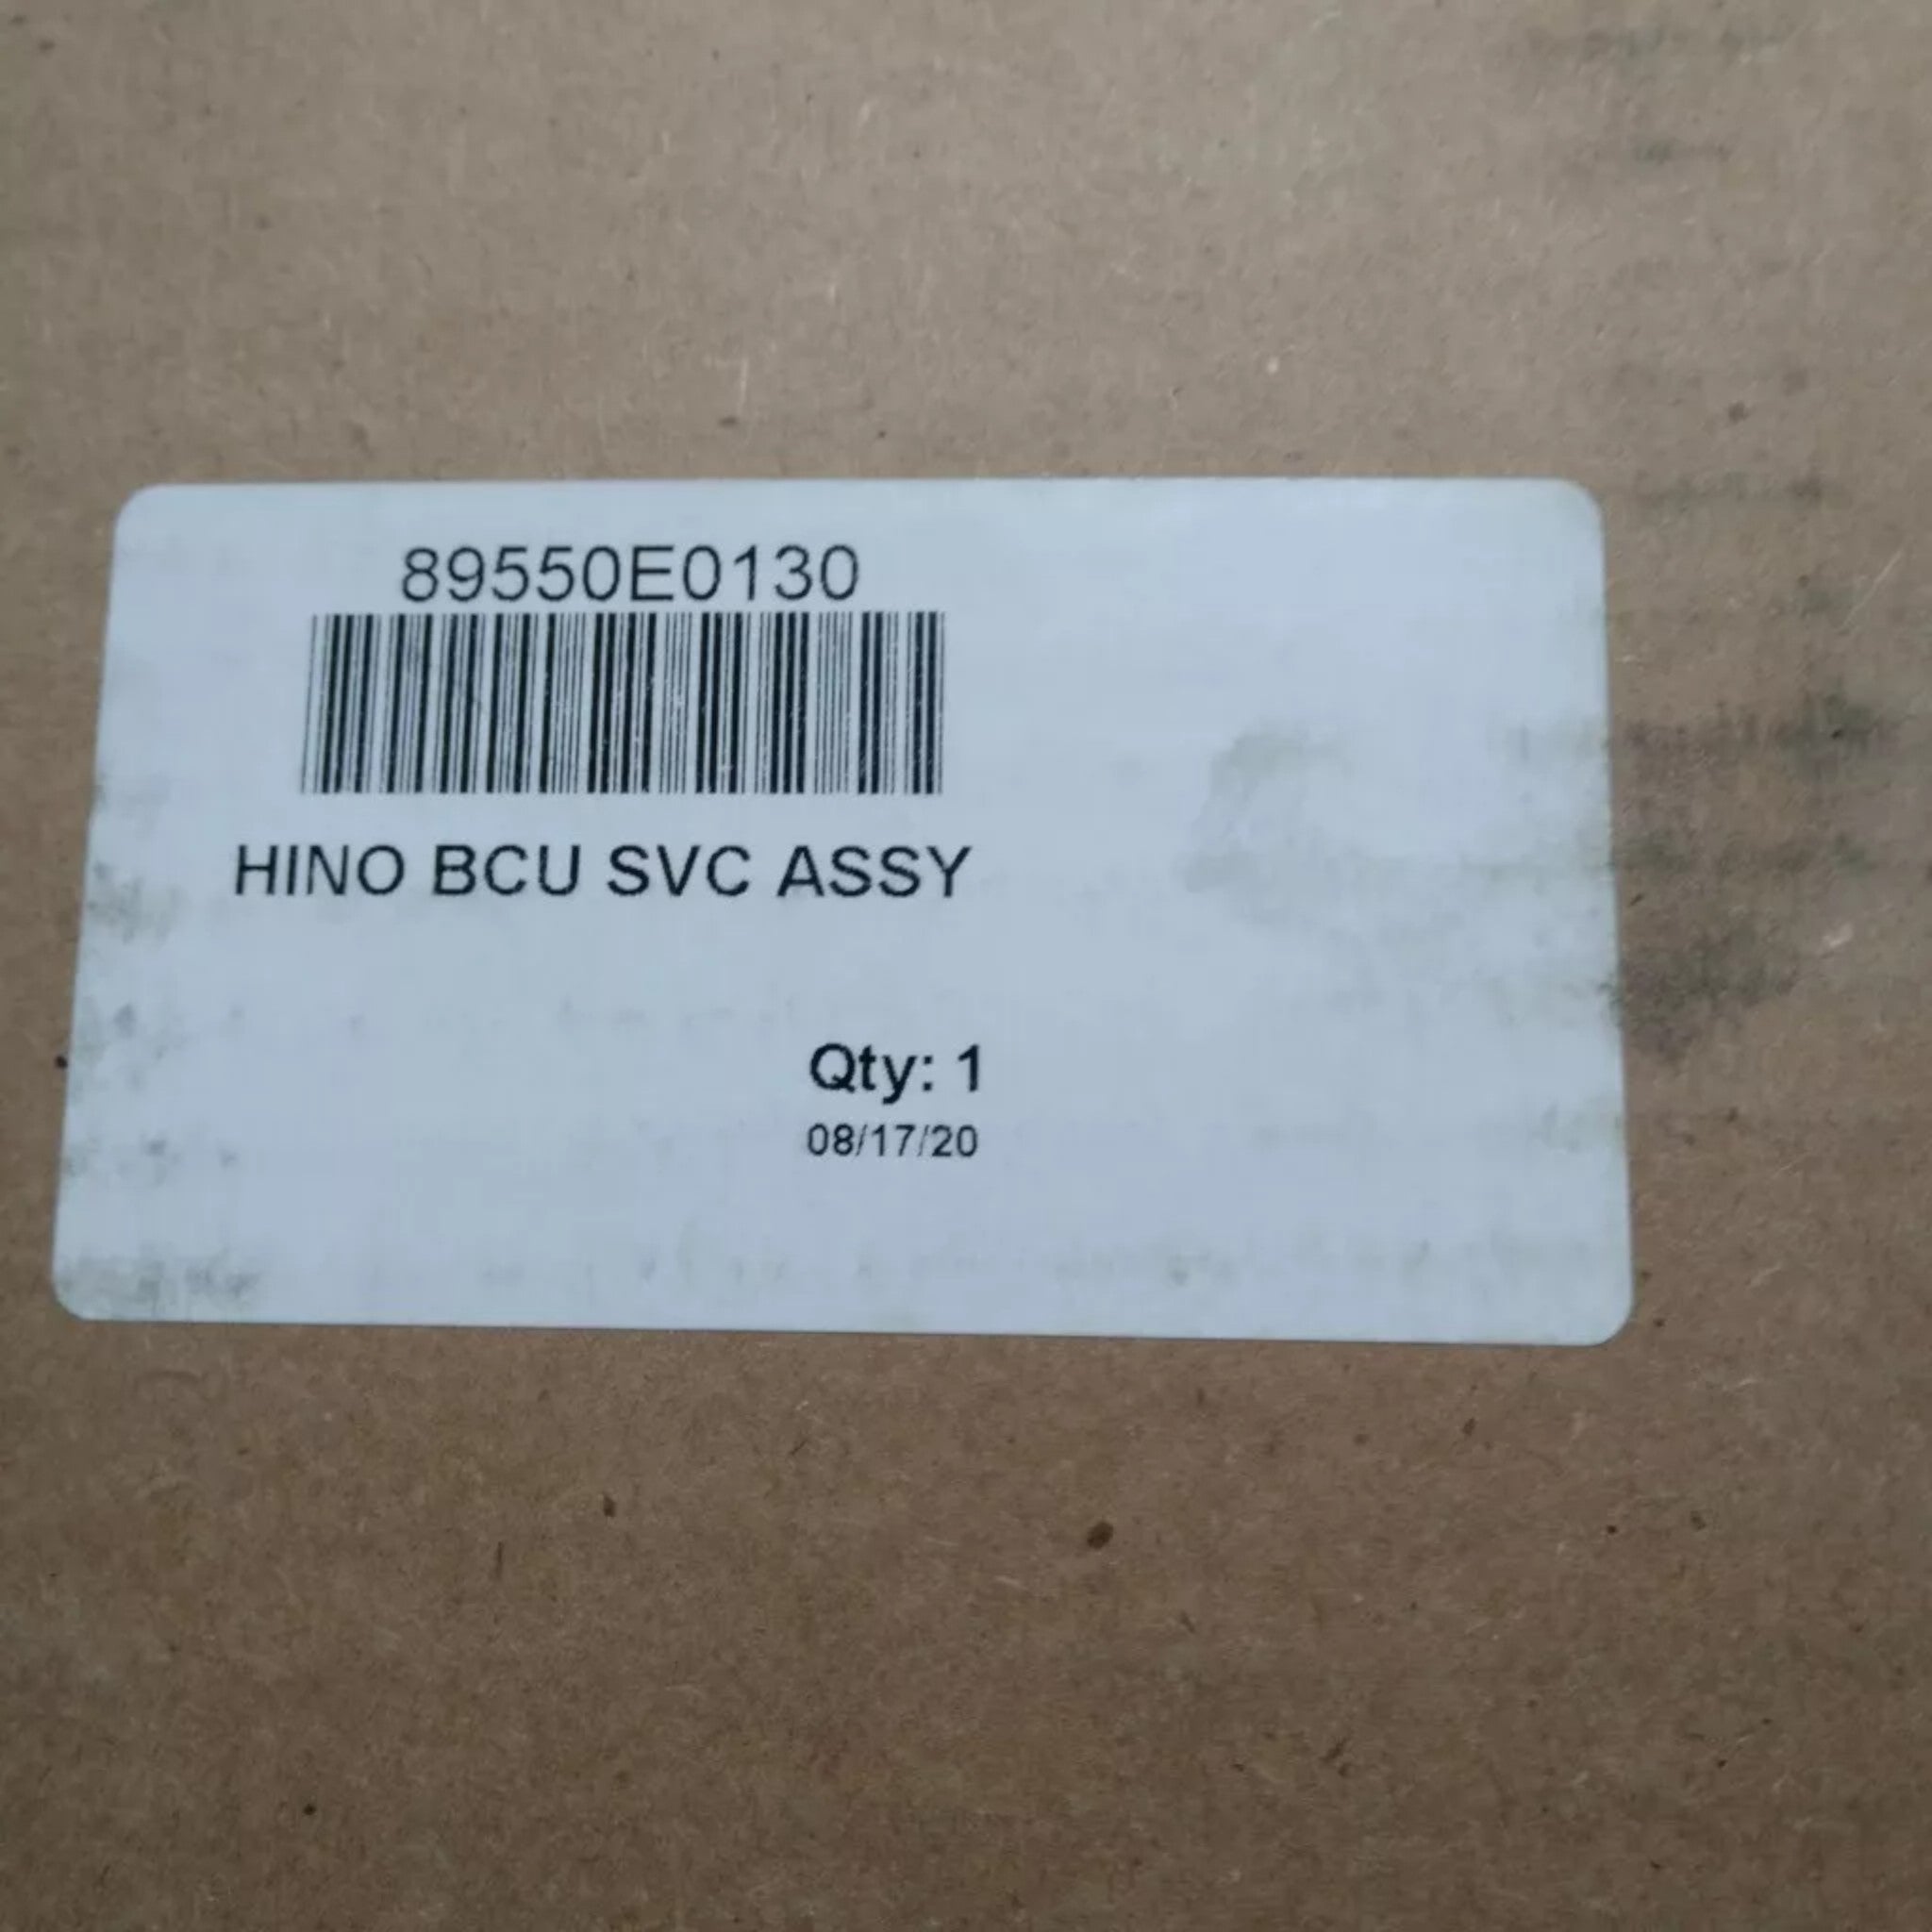 89550E0130
HINO BCU SVC ASSY
Qty: 1
08/17/20